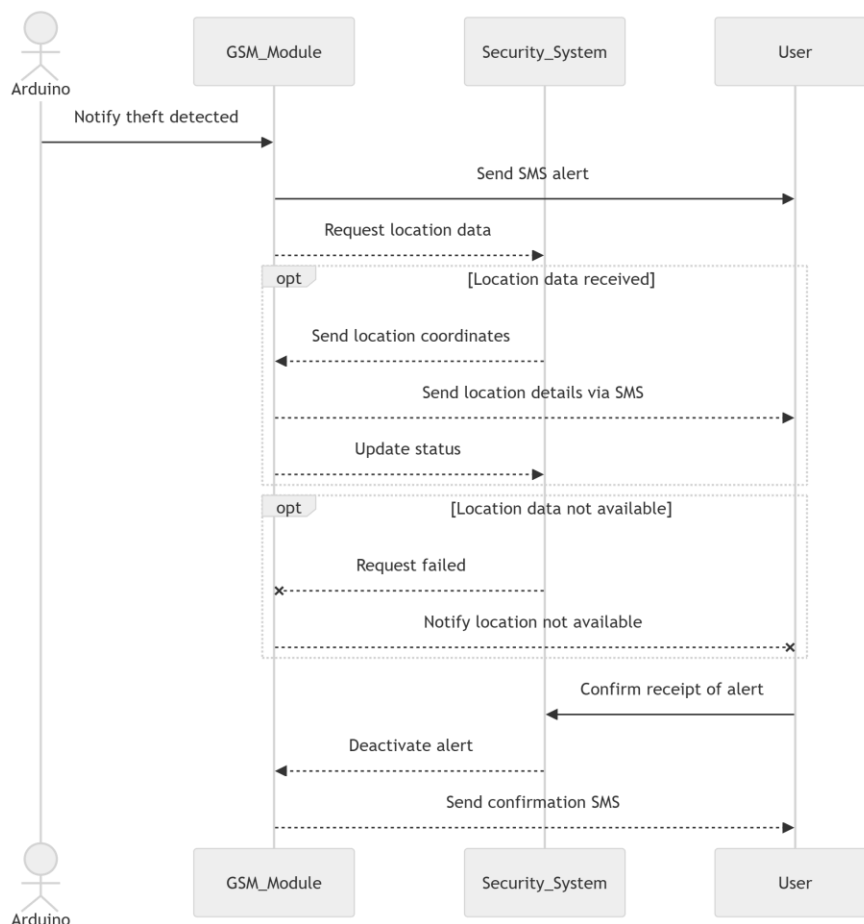 GSM_Module
Security_System
User
Arduino
Notify theft detected
Send SMS alert
Request location data
opt
[Location data received]
Send location coordinates
Send location details via SMS
Update status
opt
[Location data not available]
Request failed
Notify location not available
Confirm receipt of alert
Deactivate alert
Send confirmation SMS
GSM_Module
Security_System
User
Arduino